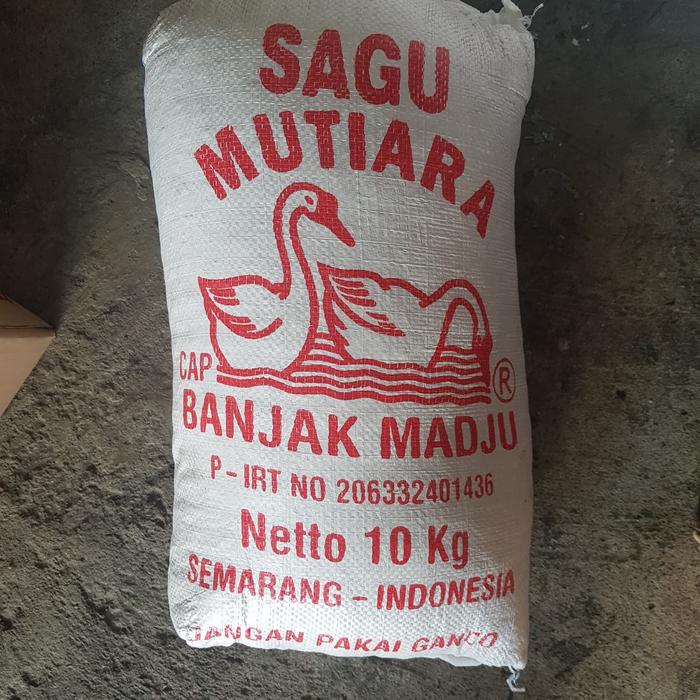 SAGU
MUTIARA
CAP
®
BANJAK MADJU
P - IRT NO 206332401436
Netto 10 Kg
SEMARANG - INDONESIA
JANGAN PAKAI GANCO